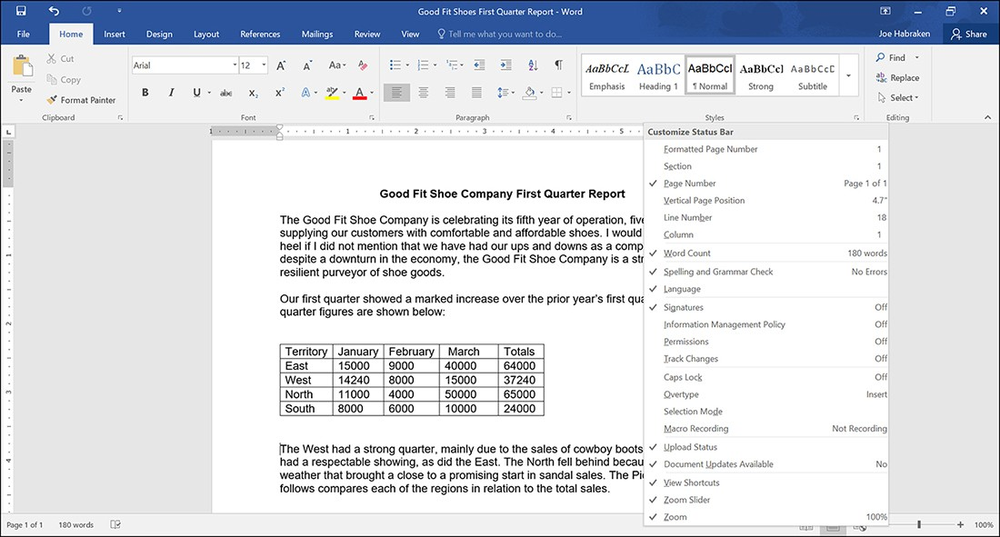 Good Fit Shoes First Quarter Report - Word
File Home Insert Design Layout References Mailings Review View Tell me what you want to do... Joe Habraken Share
Paste
Cut
Copy
Format Painter
Clipboard
Arial 12
A A Aa
B I U abc X₂ X² A A
Font
Paragraph
AaBbCcL AaBbC AaBbCcI AaBbCcl AaBbCcD
Emphasis Heading 1 ¶ Normal Strong Subtitle
Styles
Find
Replace
Select
Editing
1 1 2 3 4 5
Good Fit Shoe Company First Quarter Report
The Good Fit Shoe Company is celebrating its fifth year of operation, five
supplying our customers with comfortable and affordable shoes. I would
heel if I did not mention that we have had our ups and downs as a comp
despite a downturn in the economy, the Good Fit Shoe Company is a str
resilient purveyor of shoe goods.
Our first quarter showed a marked increase over the prior year's first qua
quarter figures are shown below:
Territory January February March Totals
East 15000 9000 40000 64000
West 14240 8000 15000 37240
North 11000 4000 50000 65000
South 8000 6000 10000 24000
The West had a strong quarter, mainly due to the sales of cowboy boots
had a respectable showing, as did the East. The North fell behind becau
weather that brought a close to a promising start in sandal sales. The Pi
follows compares each of the regions in relation to the total sales.
Customize Status Bar
Formatted Page Number 1
Section 1
Page Number Page 1 of 1
Vertical Page Position 4.7"
Line Number 18
Column 1
Word Count 180 words
Spelling and Grammar Check No Errors
Language
Signatures Off
Information Management Policy Off
Permissions Off
Track Changes Off
Caps Lock Off
Overtype Insert
Selection Mode
Macro Recording Not Recording
Upload Status
Document Updates Available No
View Shortcuts
Zoom Slider
Zoom 100%
Page 1 of 1 180 words 100%